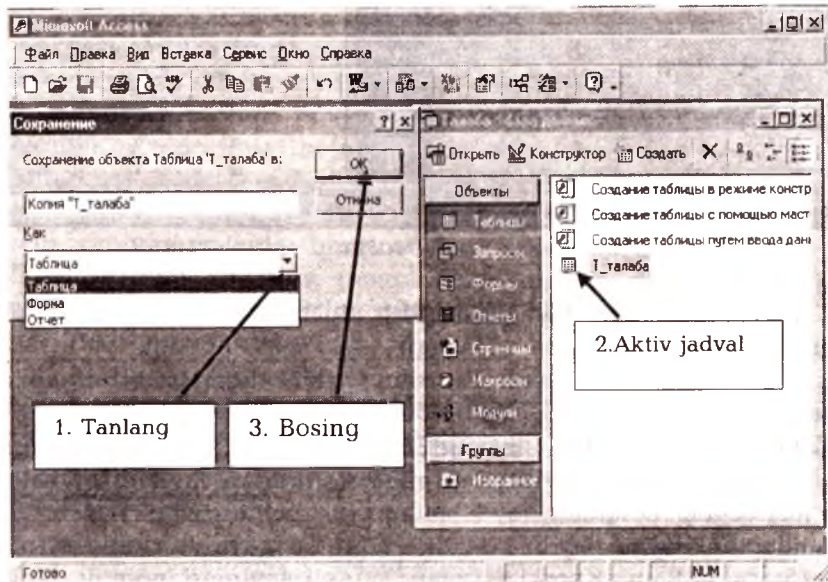 Microsoft Access
Файл Правка Вид Вставка Сервис Окно Справка
Сохранение
Сохранение объекта Таблица 'Т_талаба' в:
OK
Копия "Т_талаба"
Отмена
Как
Таблица
Таблица
Форма
Отчет
1. Tanlang
3. Bosing
Открыть Конструктор Создать
Объекты
Таблицы
Запросы
Формы
Отчеты
Страницы
Макросы
Модули
Группы
Избранное
Создание таблицы в режиме констр
Создание таблицы с помощью маст
Создание таблицы путем ввода дан
Т_талаба
2.Aktiv jadval
Готово
NUM